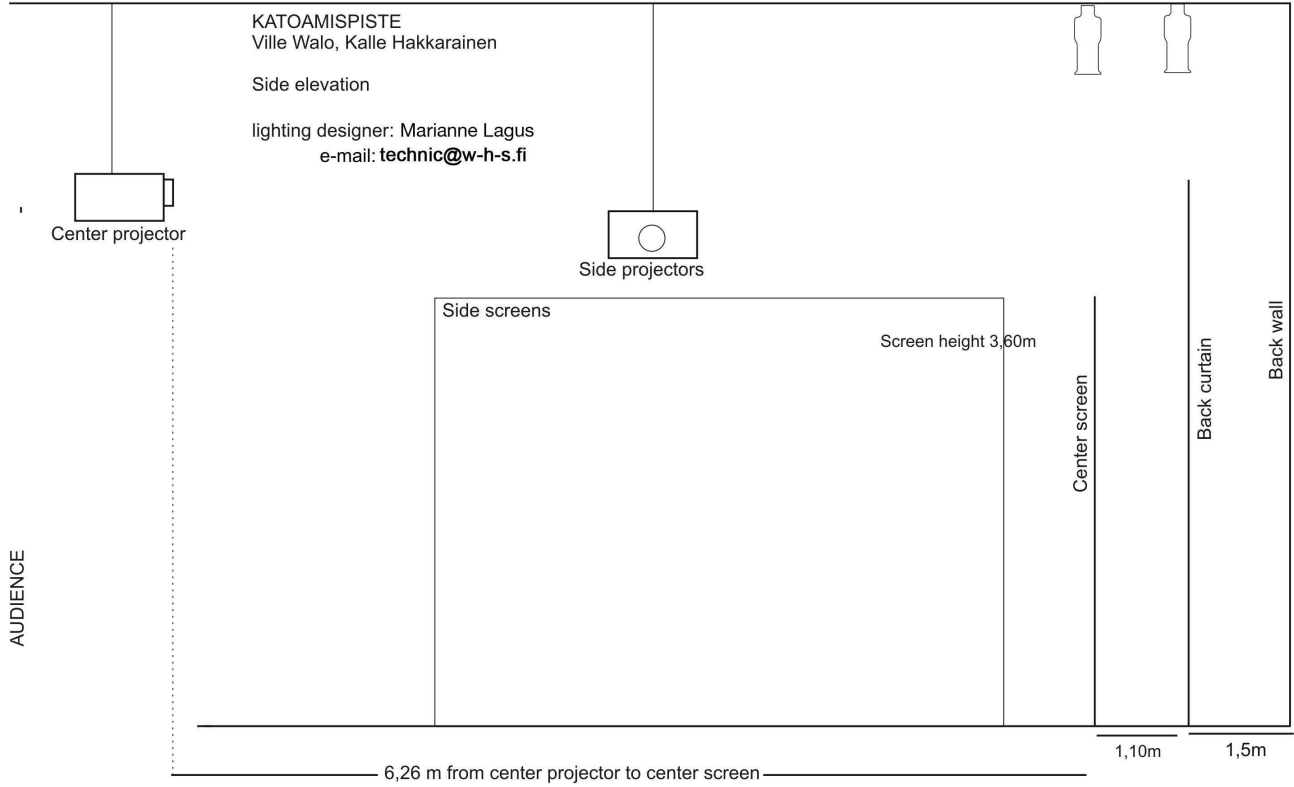 KATOAMISPISTE
Ville Walo, Kalle Hakkarainen
Side elevation
lighting designer: Marianne Lagus
e-mail: technic@w-h-s.fi
Center projector
Side projectors
Side screens
Screen height 3,60m
Center screen
Back curtain
Back wall
AUDIENCE
1,10m
1,5m
6,26 m from center projector to center screen